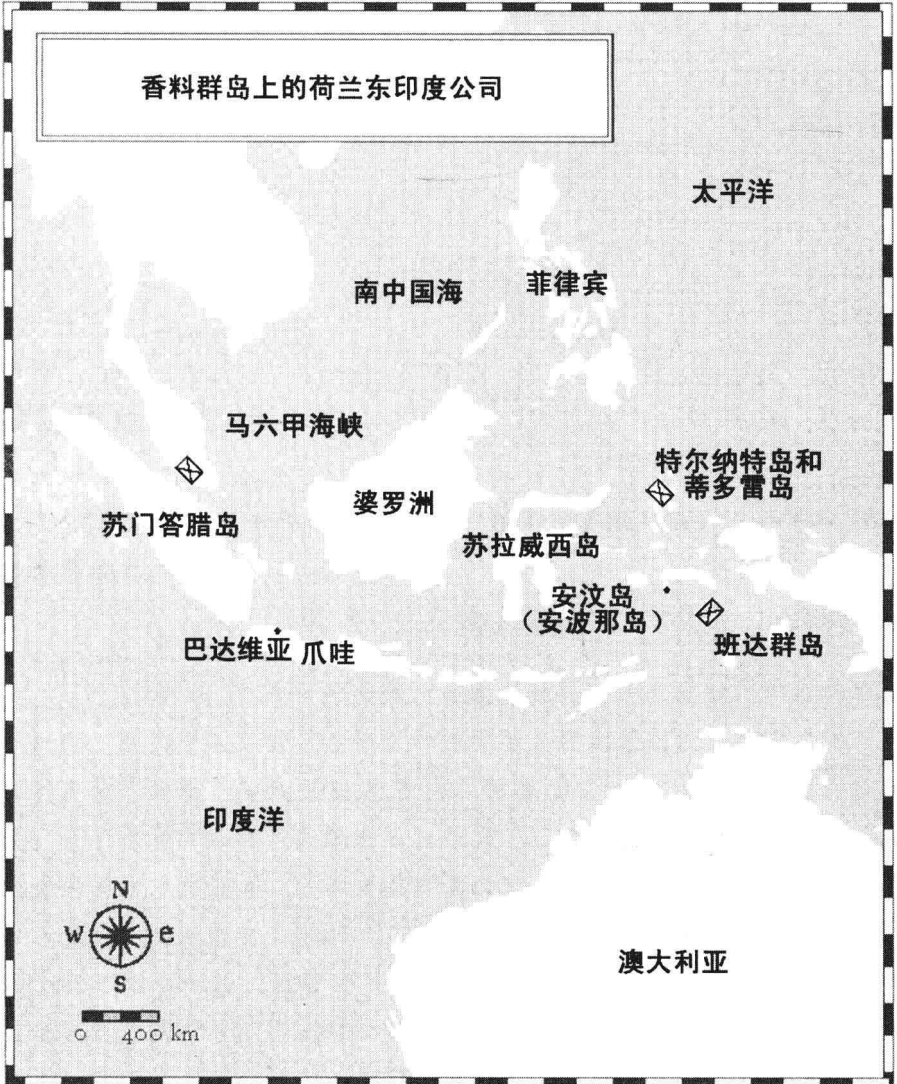 香料群岛上的荷兰东印度公司
太平洋
南中国海
菲律宾
马六甲海峡
特尔纳特岛和
蒂多雷岛
婆罗洲
苏门答腊岛
苏拉威西岛
安汶岛
（安波那岛）
班达群岛
巴达维亚
爪哇
印度洋
N
W
e
S
澳大利亚
0 400 km